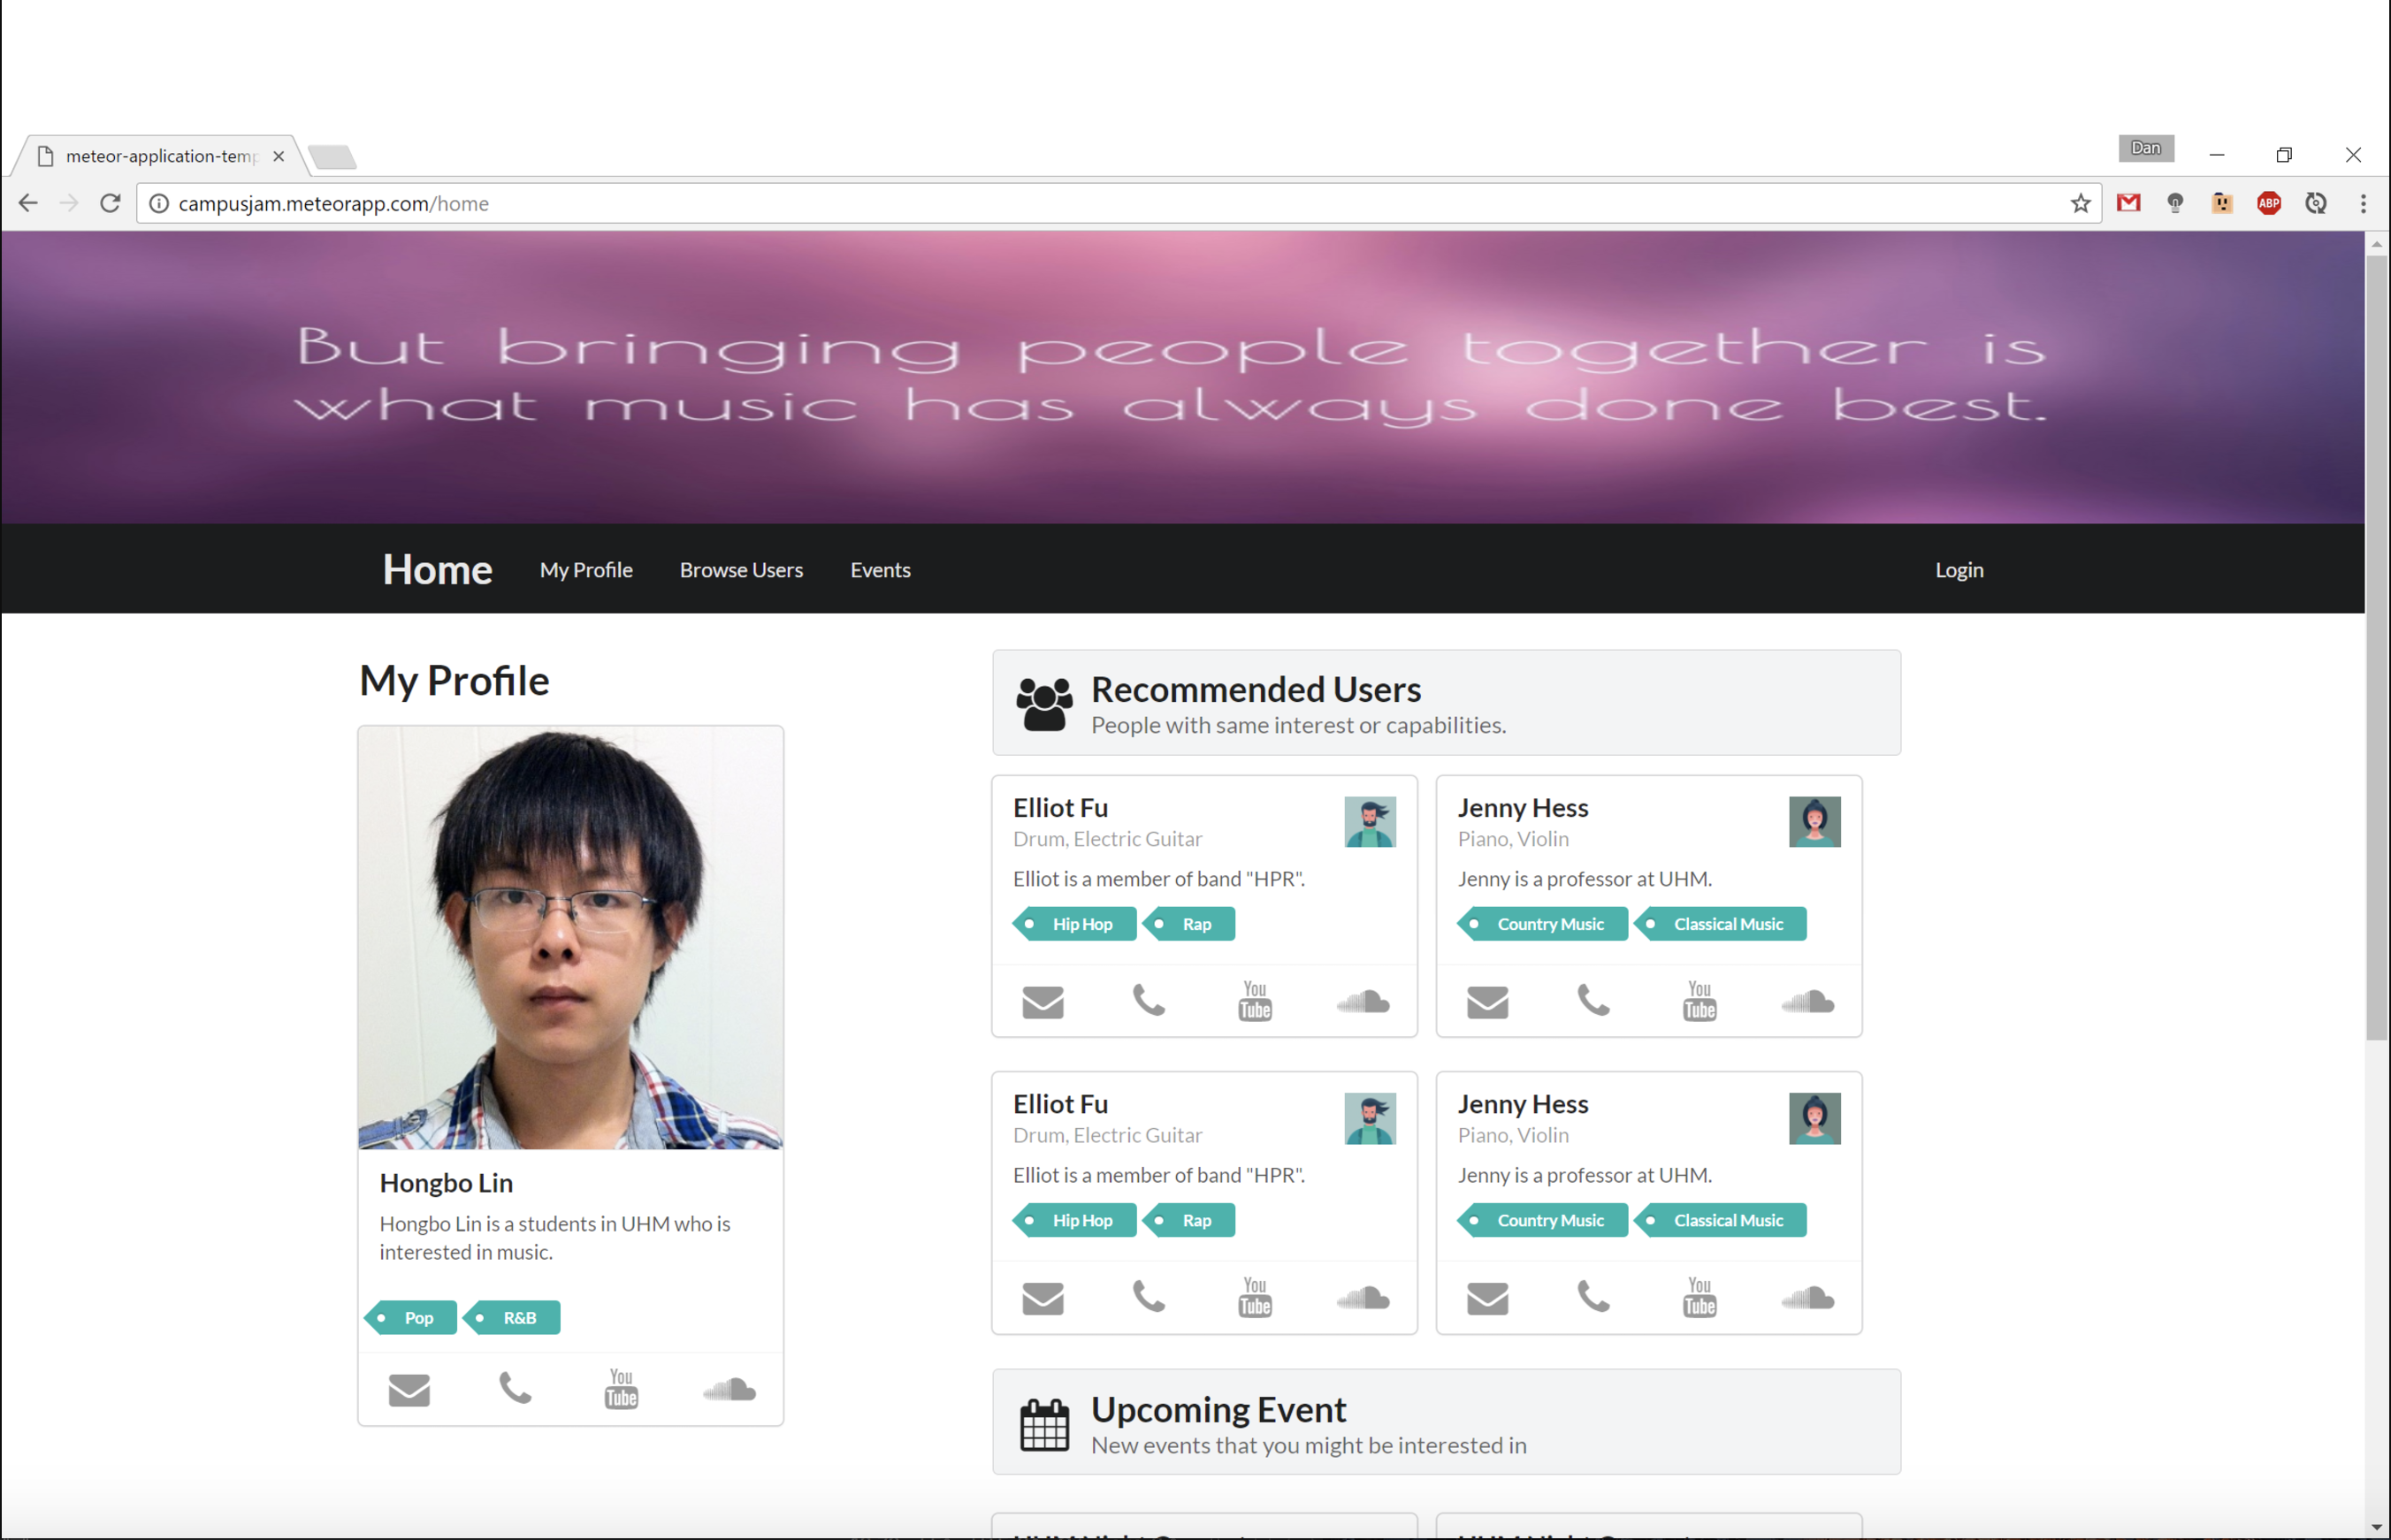 Dan
meteor-application-temp
campusjam.meteorapp.com/home
ABP
But bringing people together is
what music has always done best.
Home My Profile Browse Users Events Login
My Profile
Hongbo Lin
Hongbo Lin is a students in UHM who is
interested in music.
Pop R&B
You Tube
Recommended Users
People with same interest or capabilities.
Elliot Fu
Drum, Electric Guitar
Elliot is a member of band "HPR".
Hip Hop Rap
You Tube
Jenny Hess
Piano, Violin
Jenny is a professor at UHM.
Country Music Classical Music
You Tube
Elliot Fu
Drum, Electric Guitar
Elliot is a member of band "HPR".
Hip Hop Rap
You Tube
Jenny Hess
Piano, Violin
Jenny is a professor at UHM.
Country Music Classical Music
You Tube
Upcoming Event
New events that you might be interested in